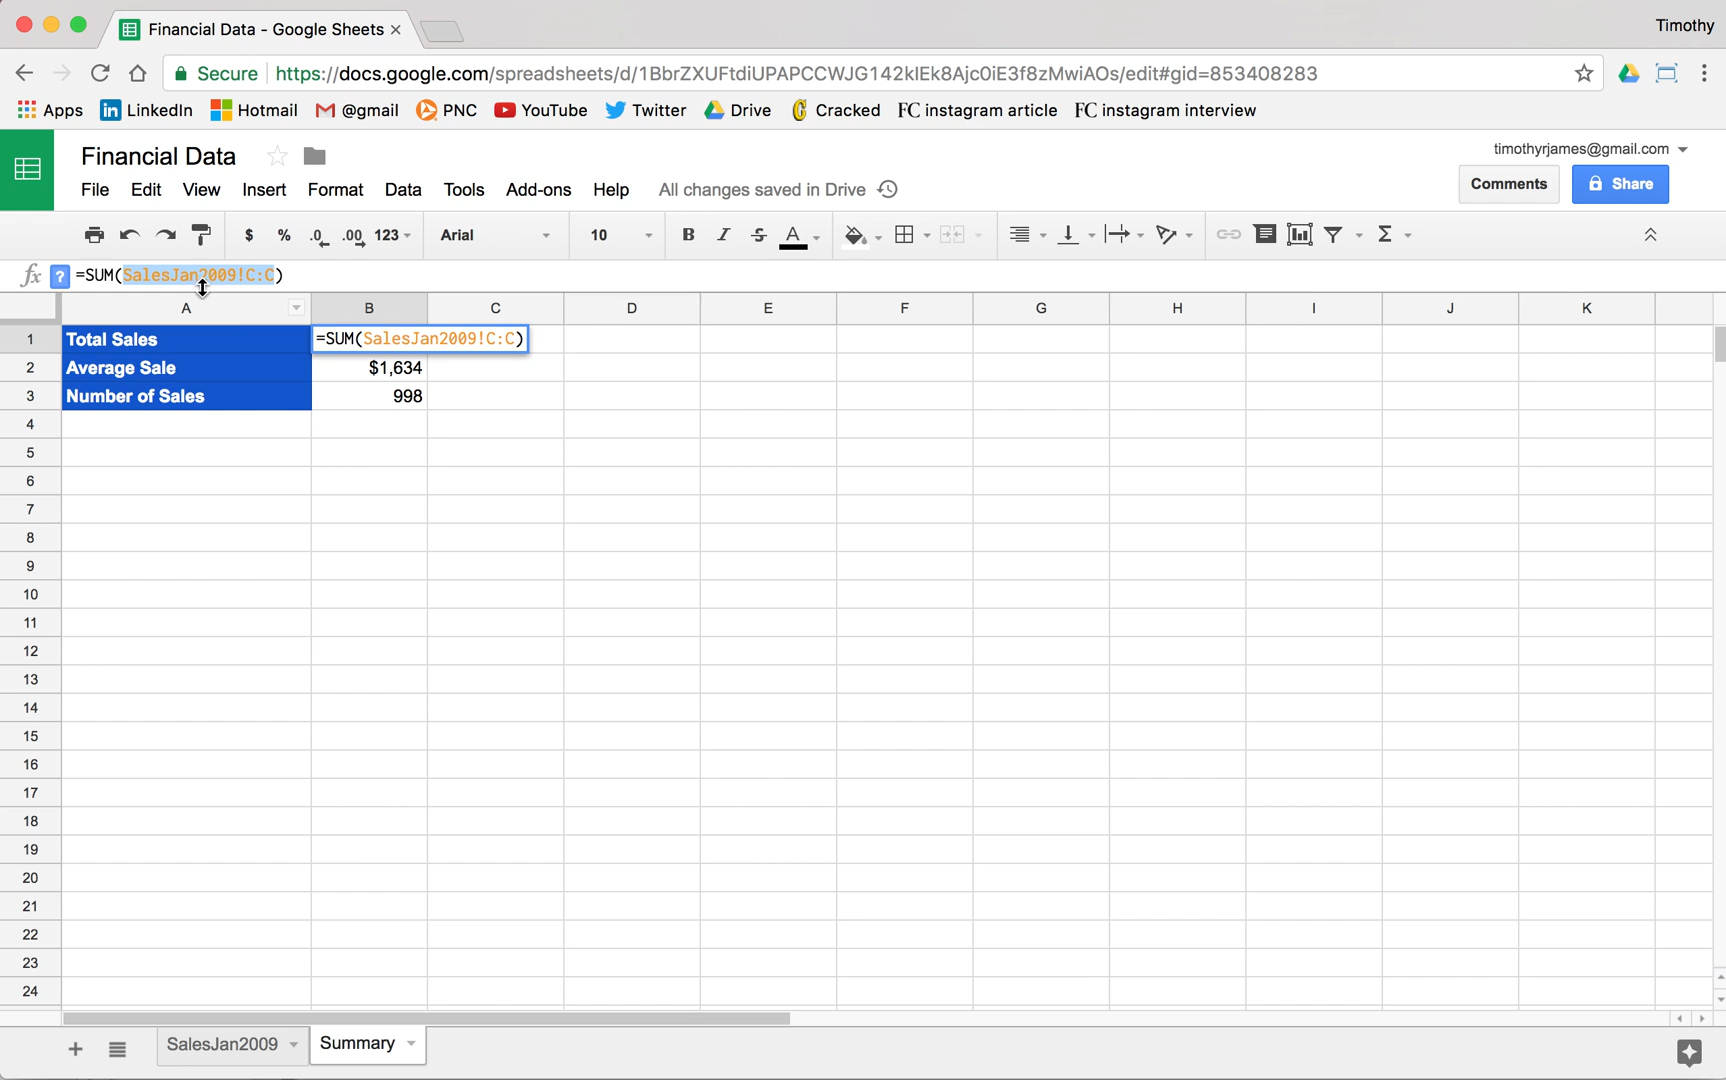 Financial Data - Google Sheets ×
Timothy
Secure https://docs.google.com/spreadsheets/d/1BbrZXUFtdiUPAPCCWJG142kIEk8Ajc0iE3f8zMwiAOs/edit#gid=853408283
Apps LinkedIn Hotmail @gmail PNC YouTube Twitter Drive Cracked FC instagram article FC instagram interview
Financial Data
timothyrjames@gmail.com
File Edit View Insert Format Data Tools Add-ons Help All changes saved in Drive
Comments Share
$ % .0 .00 123 Arial 10 B I S A Σ
fx ? =SUM(SalesJan2009!C:C)
A B C D E F G H I J K
1 Total Sales =SUM(SalesJan2009!C:C)
2 Average Sale $1,634
3 Number of Sales 998
4
5
6
7
8
9
10
11
12
13
14
15
16
17
18
19
20
21
22
23
24
+ SalesJan2009 Summary